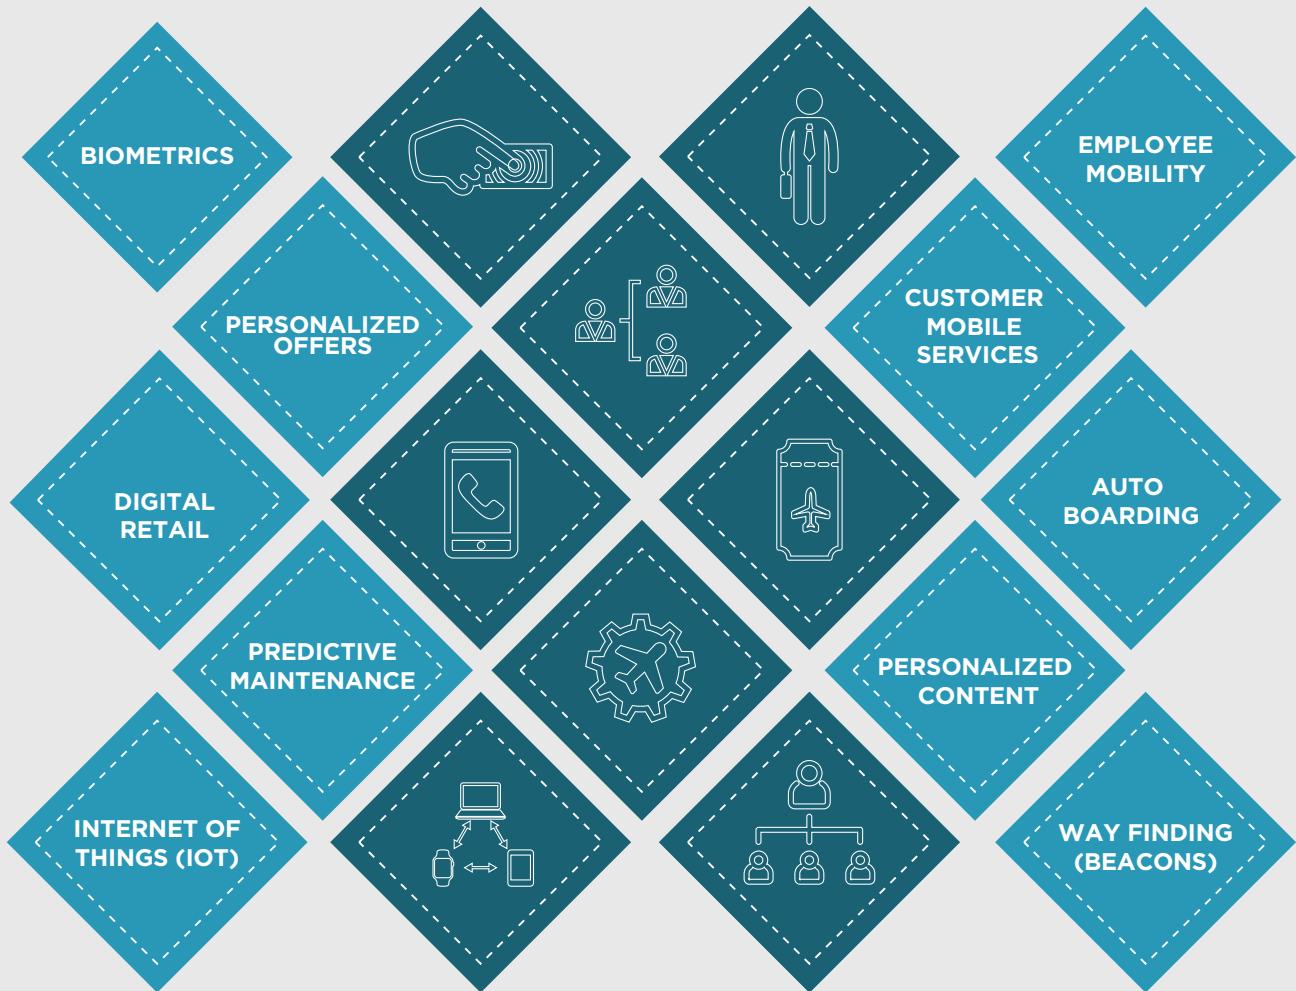 BIOMETRICS
EMPLOYEE
MOBILITY
PERSONALIZED
OFFERS
CUSTOMER
MOBILE
SERVICES
DIGITAL
RETAIL
AUTO
BOARDING
PREDICTIVE
MAINTENANCE
PERSONALIZED
CONTENT
INTERNET OF
THINGS (IOT)
WAY FINDING
(BEACONS)